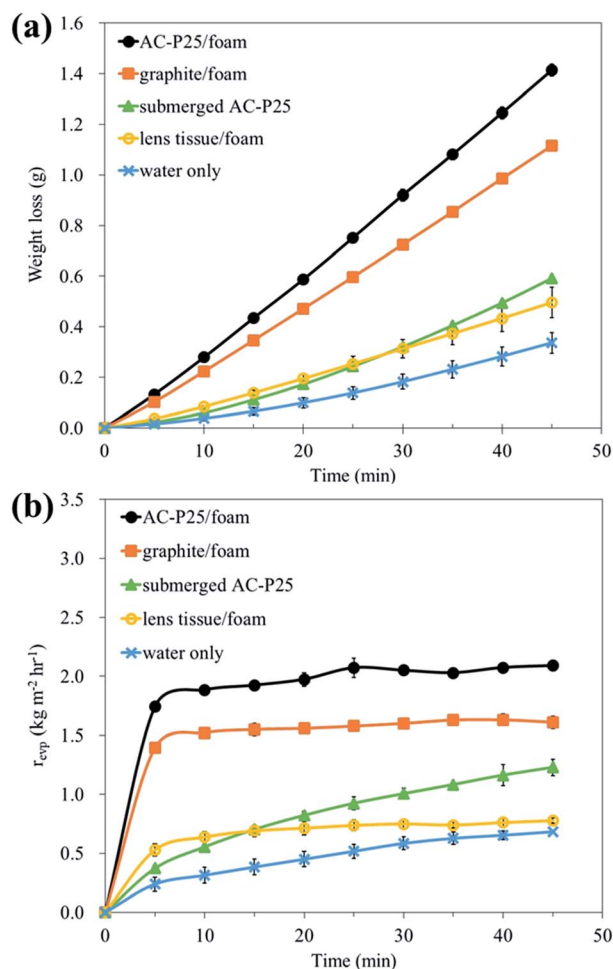 (a)
1.6
1.4
1.2
1.0
0.8
0.6
0.4
0.2
0.0
Weight loss (g)
AC-P25/foam
graphite/foam
submerged AC-P25
lens tissue/foam
water only
0 10 20 30 40 50
Time (min)
(b)
3.5
3.0
2.5
2.0
1.5
1.0
0.5
0.0
r_evp (kg m⁻² hr⁻¹)
AC-P25/foam
graphite/foam
submerged AC-P25
lens tissue/foam
water only
0 10 20 30 40 50
Time (min)